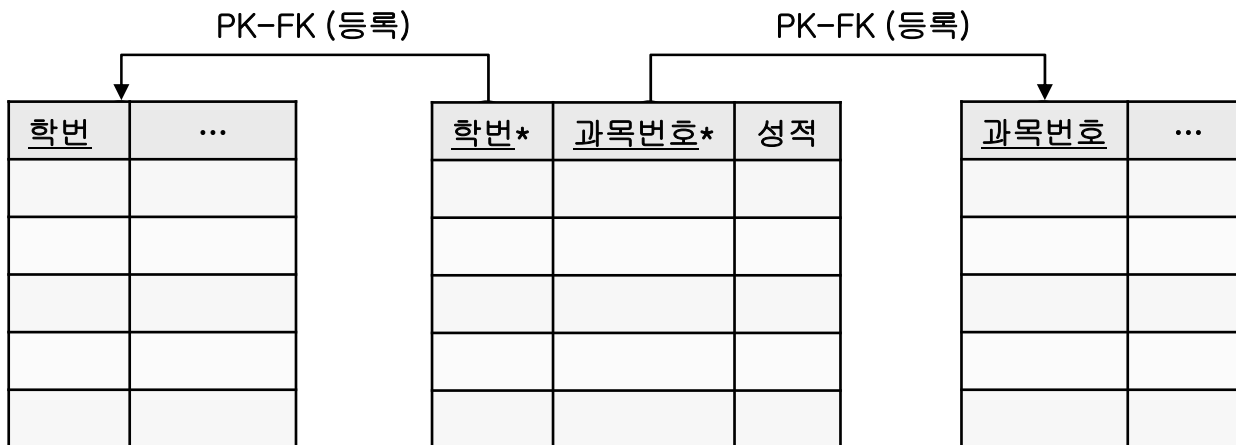 PK-FK (등록) PK-FK (등록)
학번 … 학번* 과목번호* 성적 과목번호 …